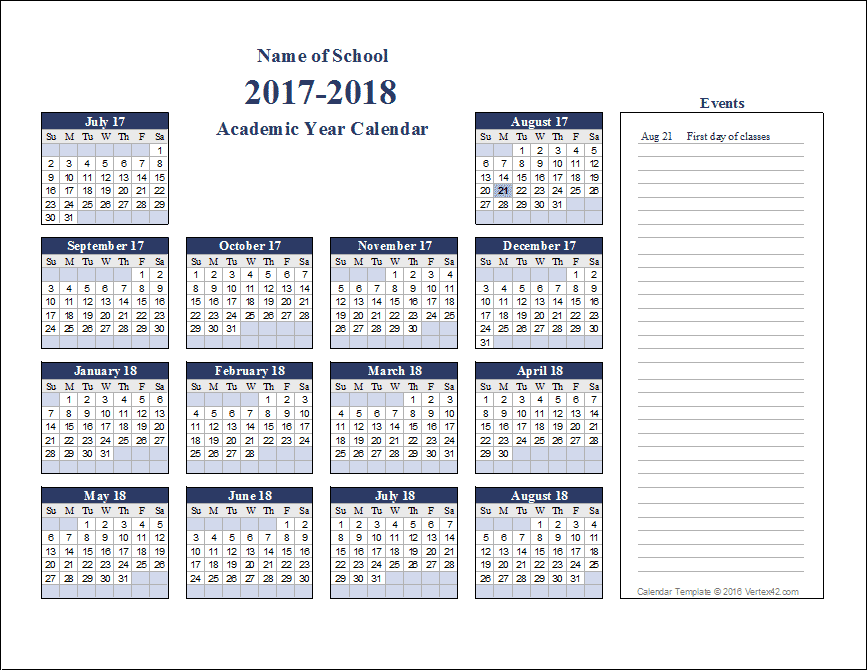 Name of School
2017-2018
Academic Year Calendar
July 17
Su M Tu W Th F Sa
1
2 3 4 5 6 7 8
9 10 11 12 13 14 15
16 17 18 19 20 21 22
23 24 25 26 27 28 29
30 31
August 17
Su M Tu W Th F Sa
1 2 3 4 5
6 7 8 9 10 11 12
13 14 15 16 17 18 19
20 21 22 23 24 25 26
27 28 29 30 31
September 17
Su M Tu W Th F Sa
1 2
3 4 5 6 7 8 9
10 11 12 13 14 15 16
17 18 19 20 21 22 23
24 25 26 27 28 29 30
October 17
Su M Tu W Th F Sa
1 2 3 4 5 6 7
8 9 10 11 12 13 14
15 16 17 18 19 20 21
22 23 24 25 26 27 28
29 30 31
November 17
Su M Tu W Th F Sa
1 2 3 4
5 6 7 8 9 10 11
12 13 14 15 16 17 18
19 20 21 22 23 24 25
26 27 28 29 30
December 17
Su M Tu W Th F Sa
1 2
3 4 5 6 7 8 9
10 11 12 13 14 15 16
17 18 19 20 21 22 23
24 25 26 27 28 29 30
31
January 18
Su M Tu W Th F Sa
1 2 3 4 5 6
7 8 9 10 11 12 13
14 15 16 17 18 19 20
21 22 23 24 25 26 27
28 29 30 31
February 18
Su M Tu W Th F Sa
1 2 3
4 5 6 7 8 9 10
11 12 13 14 15 16 17
18 19 20 21 22 23 24
25 26 27 28
March 18
Su M Tu W Th F Sa
1 2 3
4 5 6 7 8 9 10
11 12 13 14 15 16 17
18 19 20 21 22 23 24
25 26 27 28 29 30 31
April 18
Su M Tu W Th F Sa
1 2 3 4 5 6 7
8 9 10 11 12 13 14
15 16 17 18 19 20 21
22 23 24 25 26 27 28
29 30
May 18
Su M Tu W Th F Sa
1 2 3 4 5
6 7 8 9 10 11 12
13 14 15 16 17 18 19
20 21 22 23 24 25 26
27 28 29 30 31
June 18
Su M Tu W Th F Sa
1 2
3 4 5 6 7 8 9
10 11 12 13 14 15 16
17 18 19 20 21 22 23
24 25 26 27 28 29 30
July 18
Su M Tu W Th F Sa
1 2 3 4 5 6 7
8 9 10 11 12 13 14
15 16 17 18 19 20 21
22 23 24 25 26 27 28
29 30 31
August 18
Su M Tu W Th F Sa
1 2 3 4
5 6 7 8 9 10 11
12 13 14 15 16 17 18
19 20 21 22 23 24 25
26 27 28 29 30 31
Events
Aug 21 First day of classes
Calendar Template © 2016 Vertex42.com